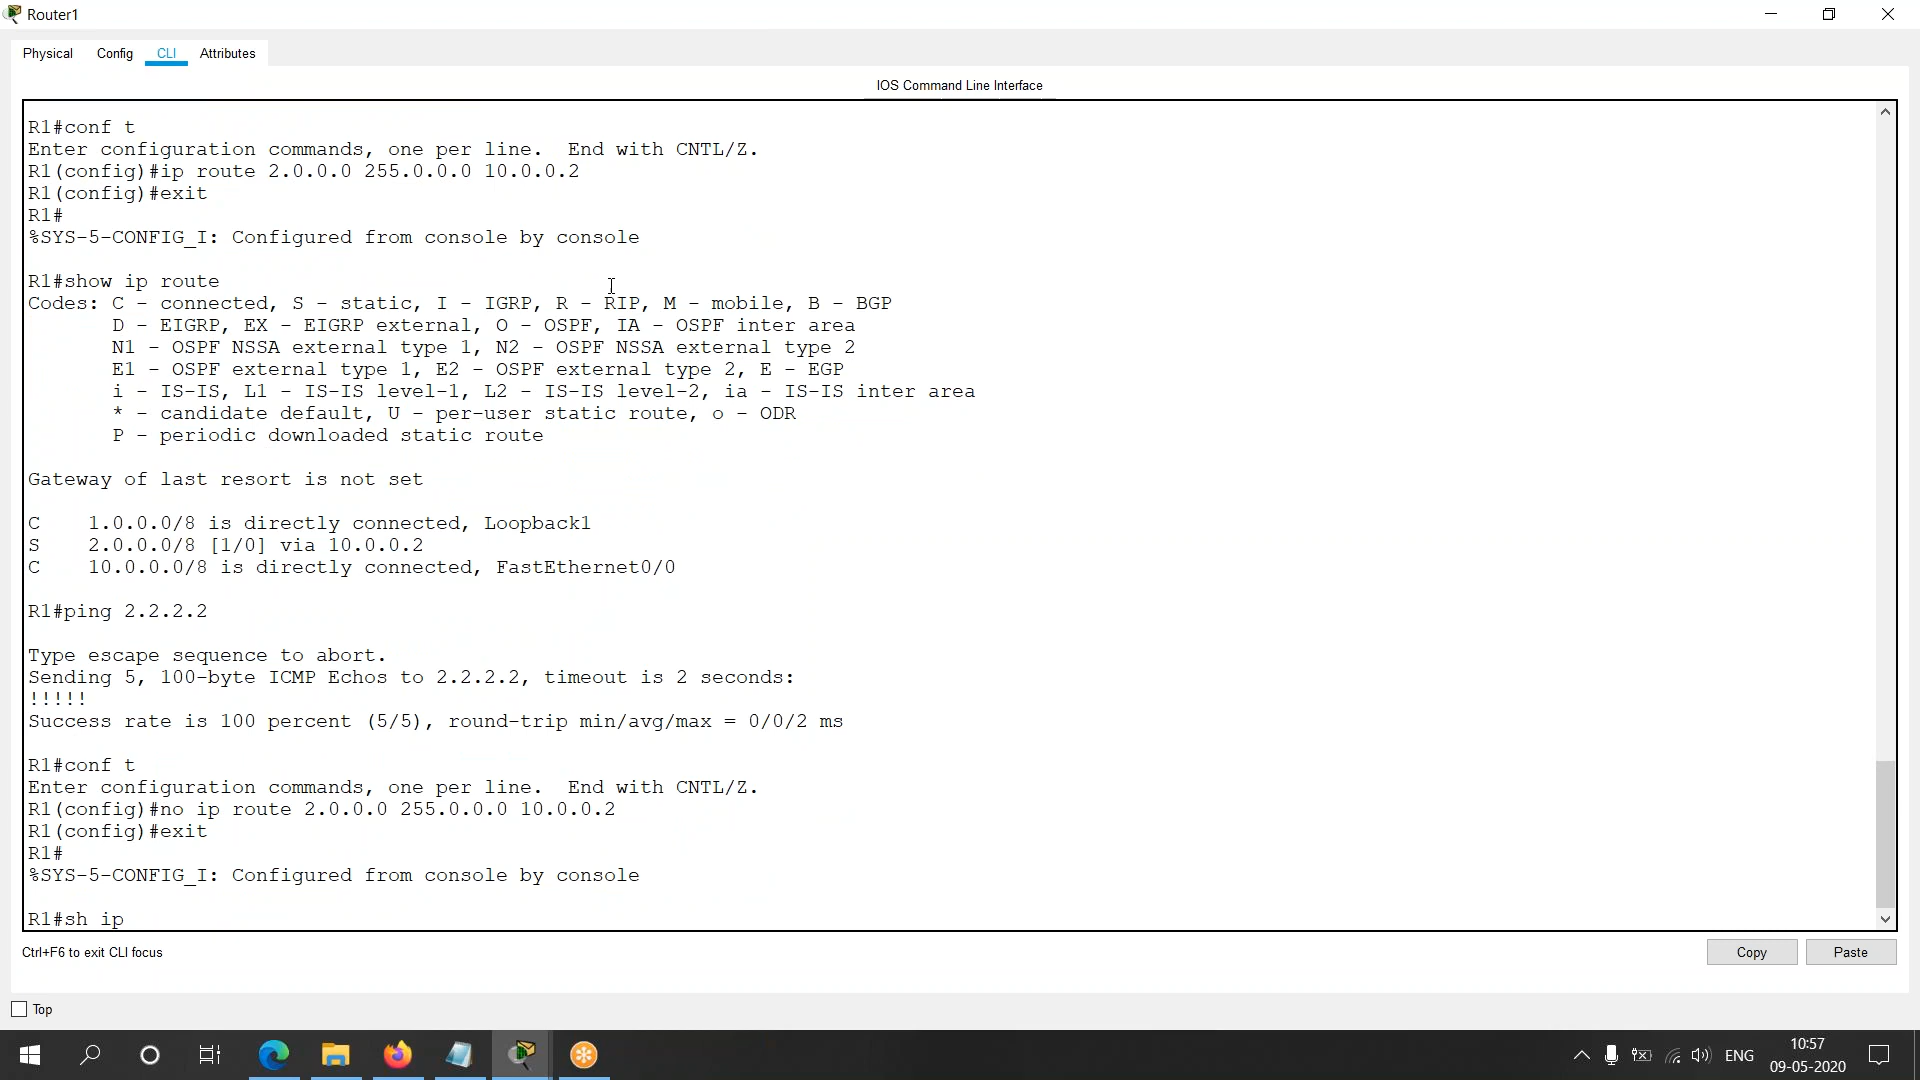 Router1
Physical Config CLI Attributes
IOS Command Line Interface
R1#conf t
Enter configuration commands, one per line.  End with CNTL/Z.
R1(config)#ip route 2.0.0.0 255.0.0.0 10.0.0.2
R1(config)#exit
R1#
%SYS-5-CONFIG_I: Configured from console by console
R1#show ip route
Codes: C - connected, S - static, I - IGRP, R - RIP, M - mobile, B - BGP
       D - EIGRP, EX - EIGRP external, O - OSPF, IA - OSPF inter area
       N1 - OSPF NSSA external type 1, N2 - OSPF NSSA external type 2
       E1 - OSPF external type 1, E2 - OSPF external type 2, E - EGP
       i - IS-IS, L1 - IS-IS level-1, L2 - IS-IS level-2, ia - IS-IS inter area
       * - candidate default, U - per-user static route, o - ODR
       P - periodic downloaded static route
Gateway of last resort is not set
C    1.0.0.0/8 is directly connected, Loopback1
S    2.0.0.0/8 [1/0] via 10.0.0.2
C    10.0.0.0/8 is directly connected, FastEthernet0/0
R1#ping 2.2.2.2
Type escape sequence to abort.
Sending 5, 100-byte ICMP Echos to 2.2.2.2, timeout is 2 seconds:
!!!!!
Success rate is 100 percent (5/5), round-trip min/avg/max = 0/0/2 ms
R1#conf t
Enter configuration commands, one per line.  End with CNTL/Z.
R1(config)#no ip route 2.0.0.0 255.0.0.0 10.0.0.2
R1(config)#exit
R1#
%SYS-5-CONFIG_I: Configured from console by console
R1#sh ip
Ctrl+F6 to exit CLI focus
Copy Paste
Top
ENG
10:57
09-05-2020